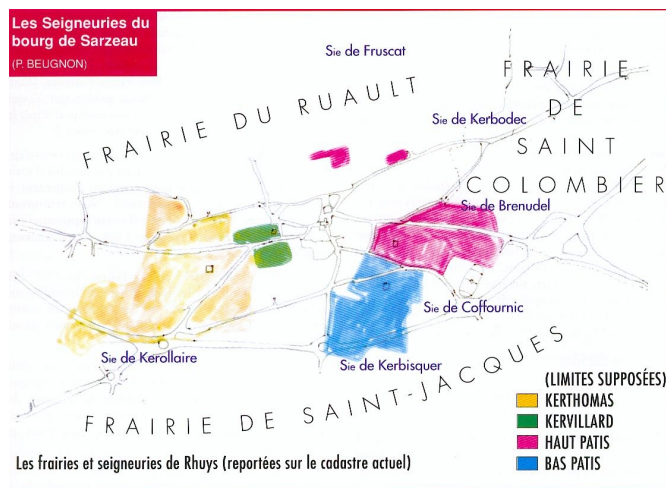 Les Seigneuries du
bourg de Sarzeau
(P. BEUGNON)
Sie de Fruscat
FRAIRIE
DE
SAINT
COLOMBIER
FRAIRIE DU RUAULT
Sie de Kerbodec
Sie de Brenudel
Sie de Coffournic
Sie de Kerollaire
Sie de Kerbisquer
FRAIRIE DE SAINT-JACQUES
(LIMITES SUPPOSÉES)
KERTHOMAS
KERVILLARD
HAUT PATIS
BAS PATIS
Les frairies et seigneuries de Rhuys (reportées sur le cadastre actuel)